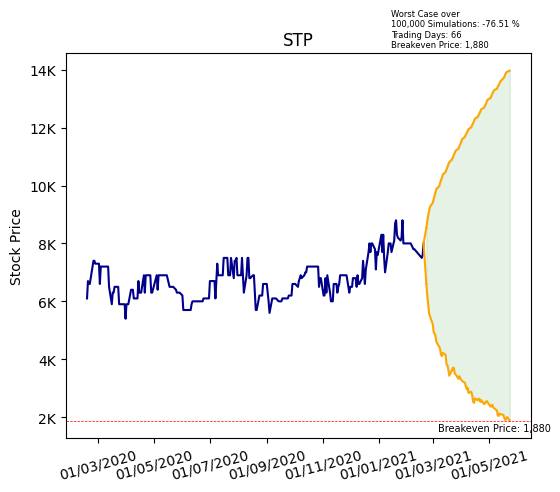 Worst Case over
100,000 Simulations: -76.51 %
Trading Days: 66
Breakeven Price: 1,880
STP
Stock Price
14K
12K
10K
8K
6K
4K
2K
Breakeven Price: 1,880
01/03/2020
01/05/2020
01/07/2020
01/09/2020
01/11/2020
01/01/2021
01/03/2021
01/05/2021